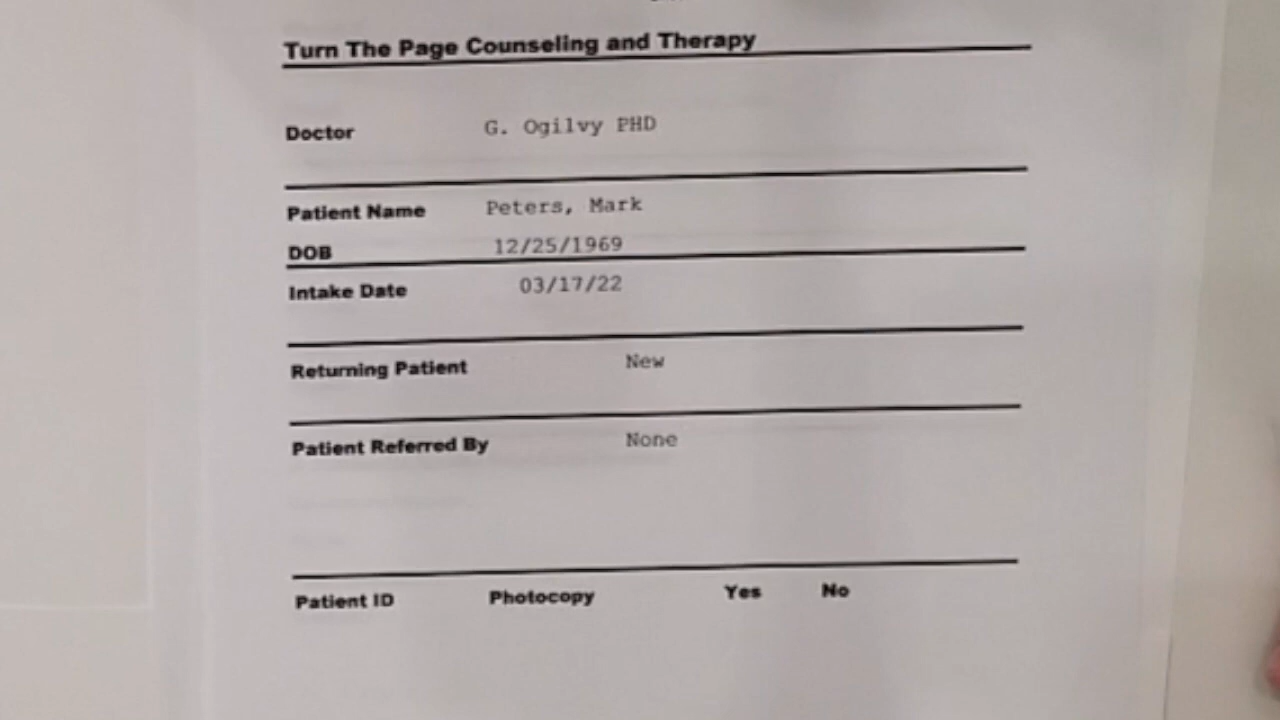 Turn The Page Counseling and Therapy
Doctor G. Ogilvy PHD
Patient Name Peters, Mark
DOB 12/25/1969
Intake Date 03/17/22
Returning Patient New
Patient Referred By None
Patient ID Photocopy Yes No